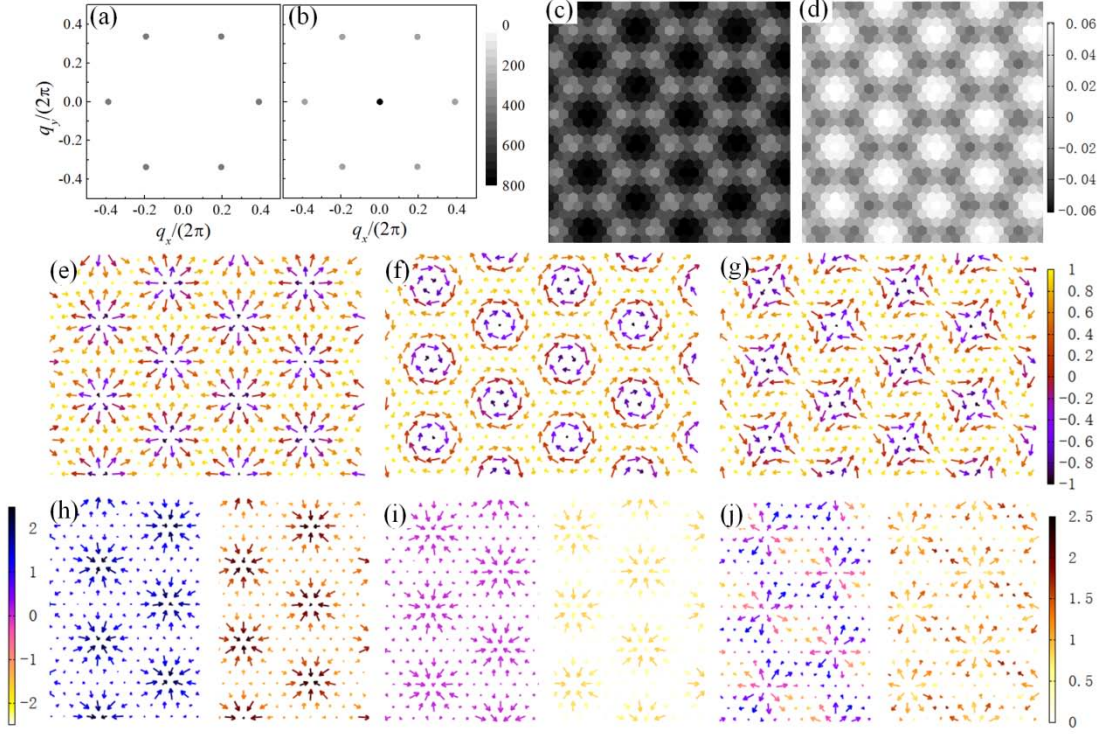 (a)
(b)
(c)
(d)
0.4
0.2
0.0
-0.2
-0.4
q_y/(2π)
-0.4 -0.2 0.0 0.2 0.4
q_x/(2π)
-0.4 -0.2 0.0 0.2 0.4
q_x/(2π)
0
200
400
600
800
0.06
0.04
0.02
0
-0.02
-0.04
-0.06
(e)
(f)
(g)
1
0.8
0.6
0.4
0.2
0
-0.2
-0.4
-0.6
-0.8
-1
(h)
(i)
(j)
2
1
0
-1
-2
2.5
2
1.5
1
0.5
0